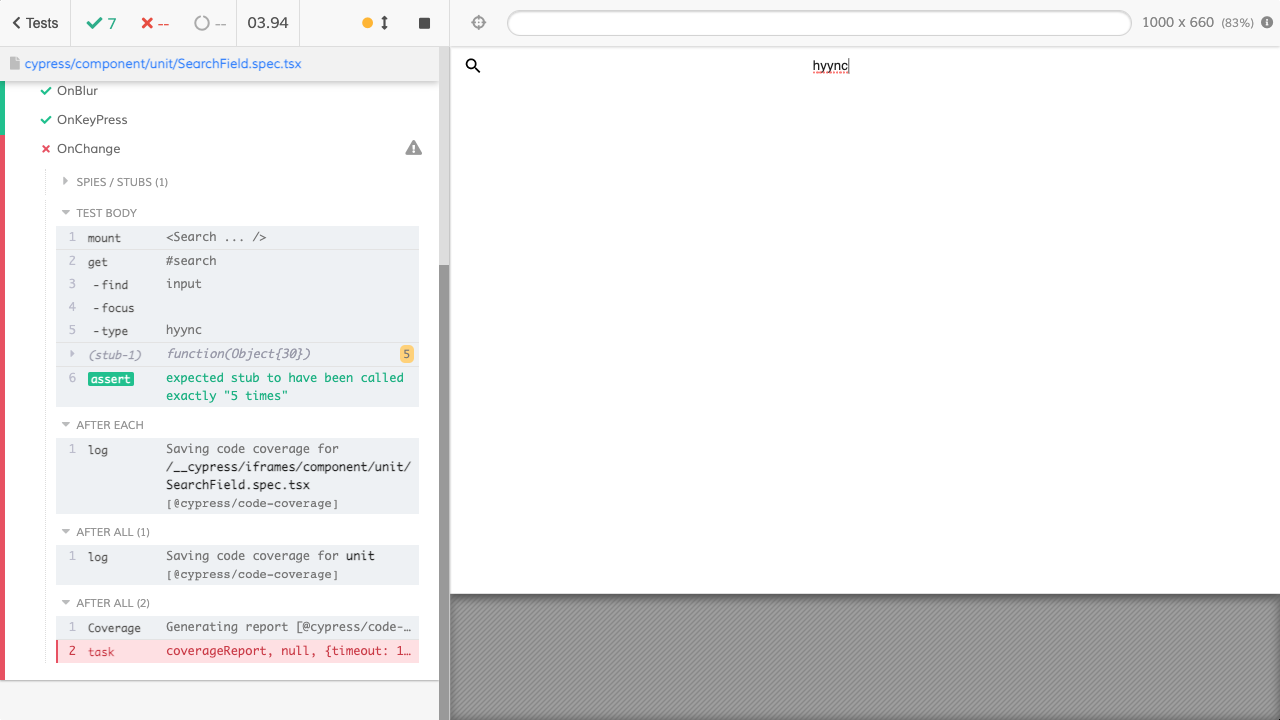 Tests 7 -- -- 03.94
1000 x 660 (83%)
cypress/component/unit/SearchField.spec.tsx
hyync
OnBlur
OnKeyPress
OnChange
SPIES / STUBS (1)
TEST BODY
1 mount <Search ... />
2 get #search
3 -find input
4 -focus
5 -type hyync
(stub-1) function(Object{30}) 5
6 assert expected stub to have been called
exactly "5 times"
AFTER EACH
1 log Saving code coverage for
/__cypress/iframes/component/unit/
SearchField.spec.tsx
[@cypress/code-coverage]
AFTER ALL (1)
1 log Saving code coverage for unit
[@cypress/code-coverage]
AFTER ALL (2)
1 Coverage Generating report [@cypress/code-…
2 task coverageReport, null, {timeout: 1…